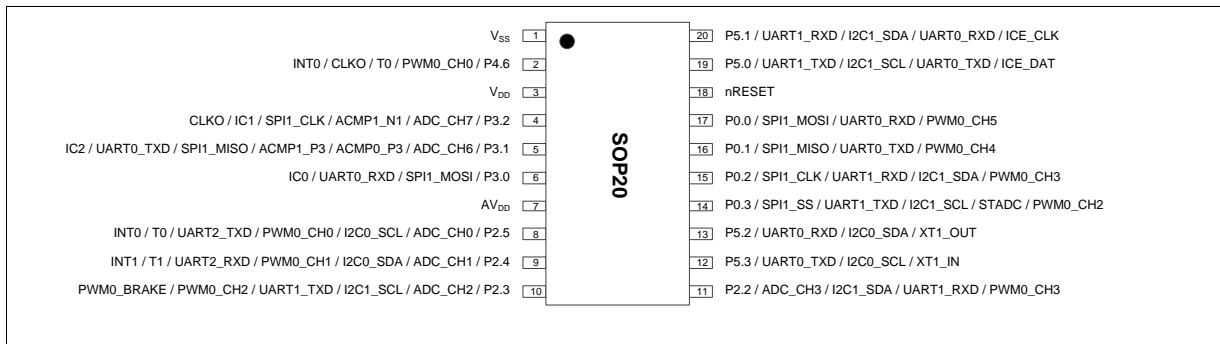 V_SS 1
INT0 / CLKO / T0 / PWM0_CH0 / P4.6 2
V_DD 3
CLKO / IC1 / SPI1_CLK / ACMP1_N1 / ADC_CH7 / P3.2 4
IC2 / UART0_TXD / SPI1_MISO / ACMP1_P3 / ACMP0_P3 / ADC_CH6 / P3.1 5
IC0 / UART0_RXD / SPI1_MOSI / P3.0 6
AV_DD 7
INT0 / T0 / UART2_TXD / PWM0_CH0 / I2C0_SCL / ADC_CH0 / P2.5 8
INT1 / T1 / UART2_RXD / PWM0_CH1 / I2C0_SDA / ADC_CH1 / P2.4 9
PWM0_BRAKE / PWM0_CH2 / UART1_TXD / I2C1_SCL / ADC_CH2 / P2.3 10
SOP20
20 P5.1 / UART1_RXD / I2C1_SDA / UART0_RXD / ICE_CLK
19 P5.0 / UART1_TXD / I2C1_SCL / UART0_TXD / ICE_DAT
18 nRESET
17 P0.0 / SPI1_MOSI / UART0_RXD / PWM0_CH5
16 P0.1 / SPI1_MISO / UART0_TXD / PWM0_CH4
15 P0.2 / SPI1_CLK / UART1_RXD / I2C1_SDA / PWM0_CH3
14 P0.3 / SPI1_SS / UART1_TXD / I2C1_SCL / STADC / PWM0_CH2
13 P5.2 / UART0_RXD / I2C0_SDA / XT1_OUT
12 P5.3 / UART0_TXD / I2C0_SCL / XT1_IN
11 P2.2 / ADC_CH3 / I2C1_SDA / UART1_RXD / PWM0_CH3